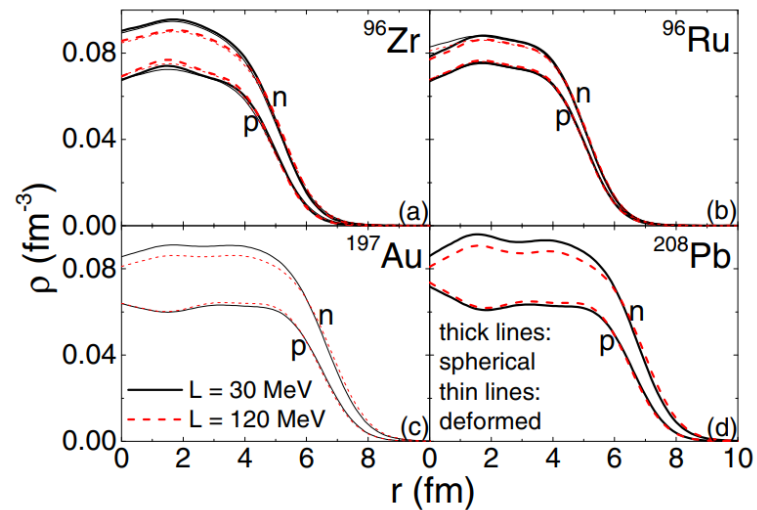 ρ (fm⁻³)
0.08
0.04
0.00
⁹⁶Zr
n
p
(a)
⁹⁶Ru
n
p
(b)
0.08
0.04
0.00
¹⁹⁷Au
n
p
L = 30 MeV
L = 120 MeV
(c)
²⁰⁸Pb
n
p
thick lines:
spherical
thin lines:
deformed
(d)
0 2 4 6 8 0 2 4 6 8 10
r (fm)